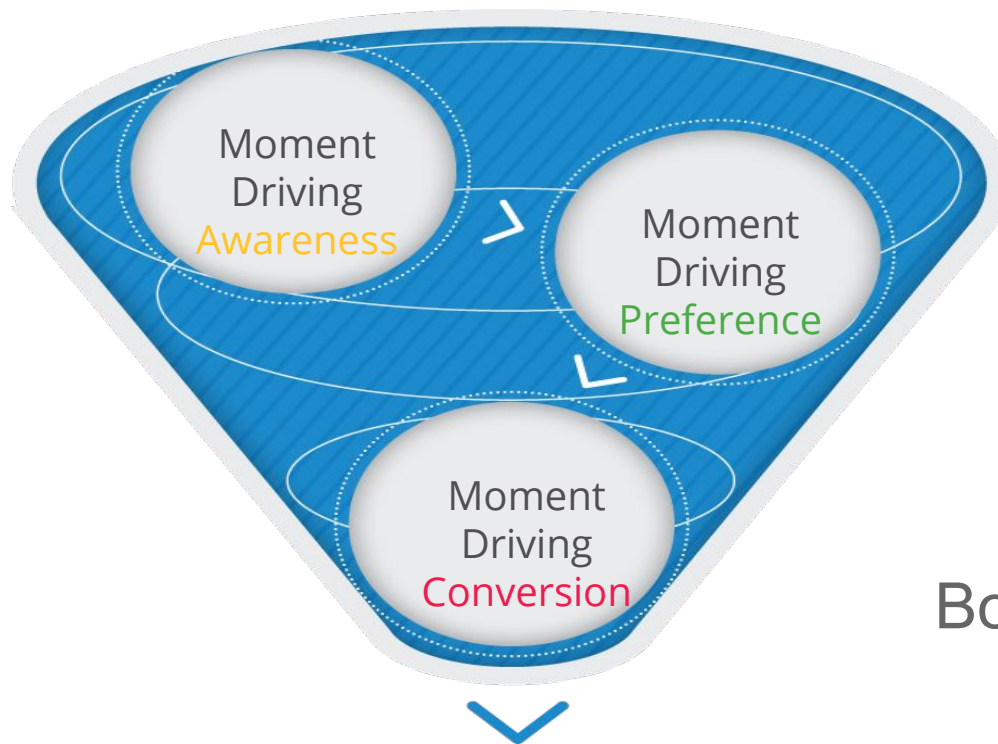 Moment
Driving
Awareness
Moment
Driving
Preference
Moment
Driving
Conversion